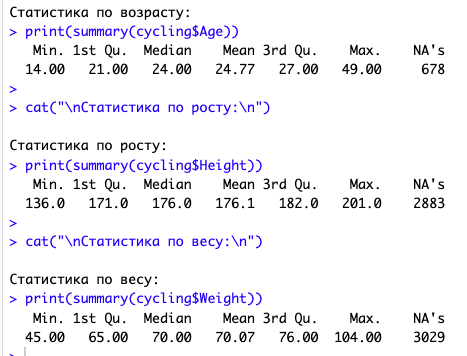 Статистика по возрасту:
> print(summary(cycling$Age))
   Min. 1st Qu.  Median    Mean 3rd Qu.    Max.    NA's
  14.00   21.00   24.00   24.77   27.00   49.00     678
>
> cat("\nСтатистика по росту:\n")

Статистика по росту:
> print(summary(cycling$Height))
   Min. 1st Qu.  Median    Mean 3rd Qu.    Max.    NA's
  136.0   171.0   176.0   176.1   182.0   201.0    2883
>
> cat("\nСтатистика по весу:\n")

Статистика по весу:
> print(summary(cycling$Weight))
   Min. 1st Qu.  Median    Mean 3rd Qu.    Max.    NA's
  45.00   65.00   70.00   70.07   76.00  104.00    3029
>